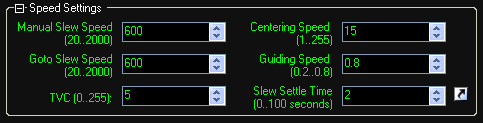 Speed Settings
Manual Slew Speed
(20..2000)
600
Centering Speed
(1..255)
15
Goto Slew Speed
(20..2000)
600
Guiding Speed
(0.2..0.8)
0.8
TVC (0..255):
5
Slew Settle Time
(0..100 seconds)
2